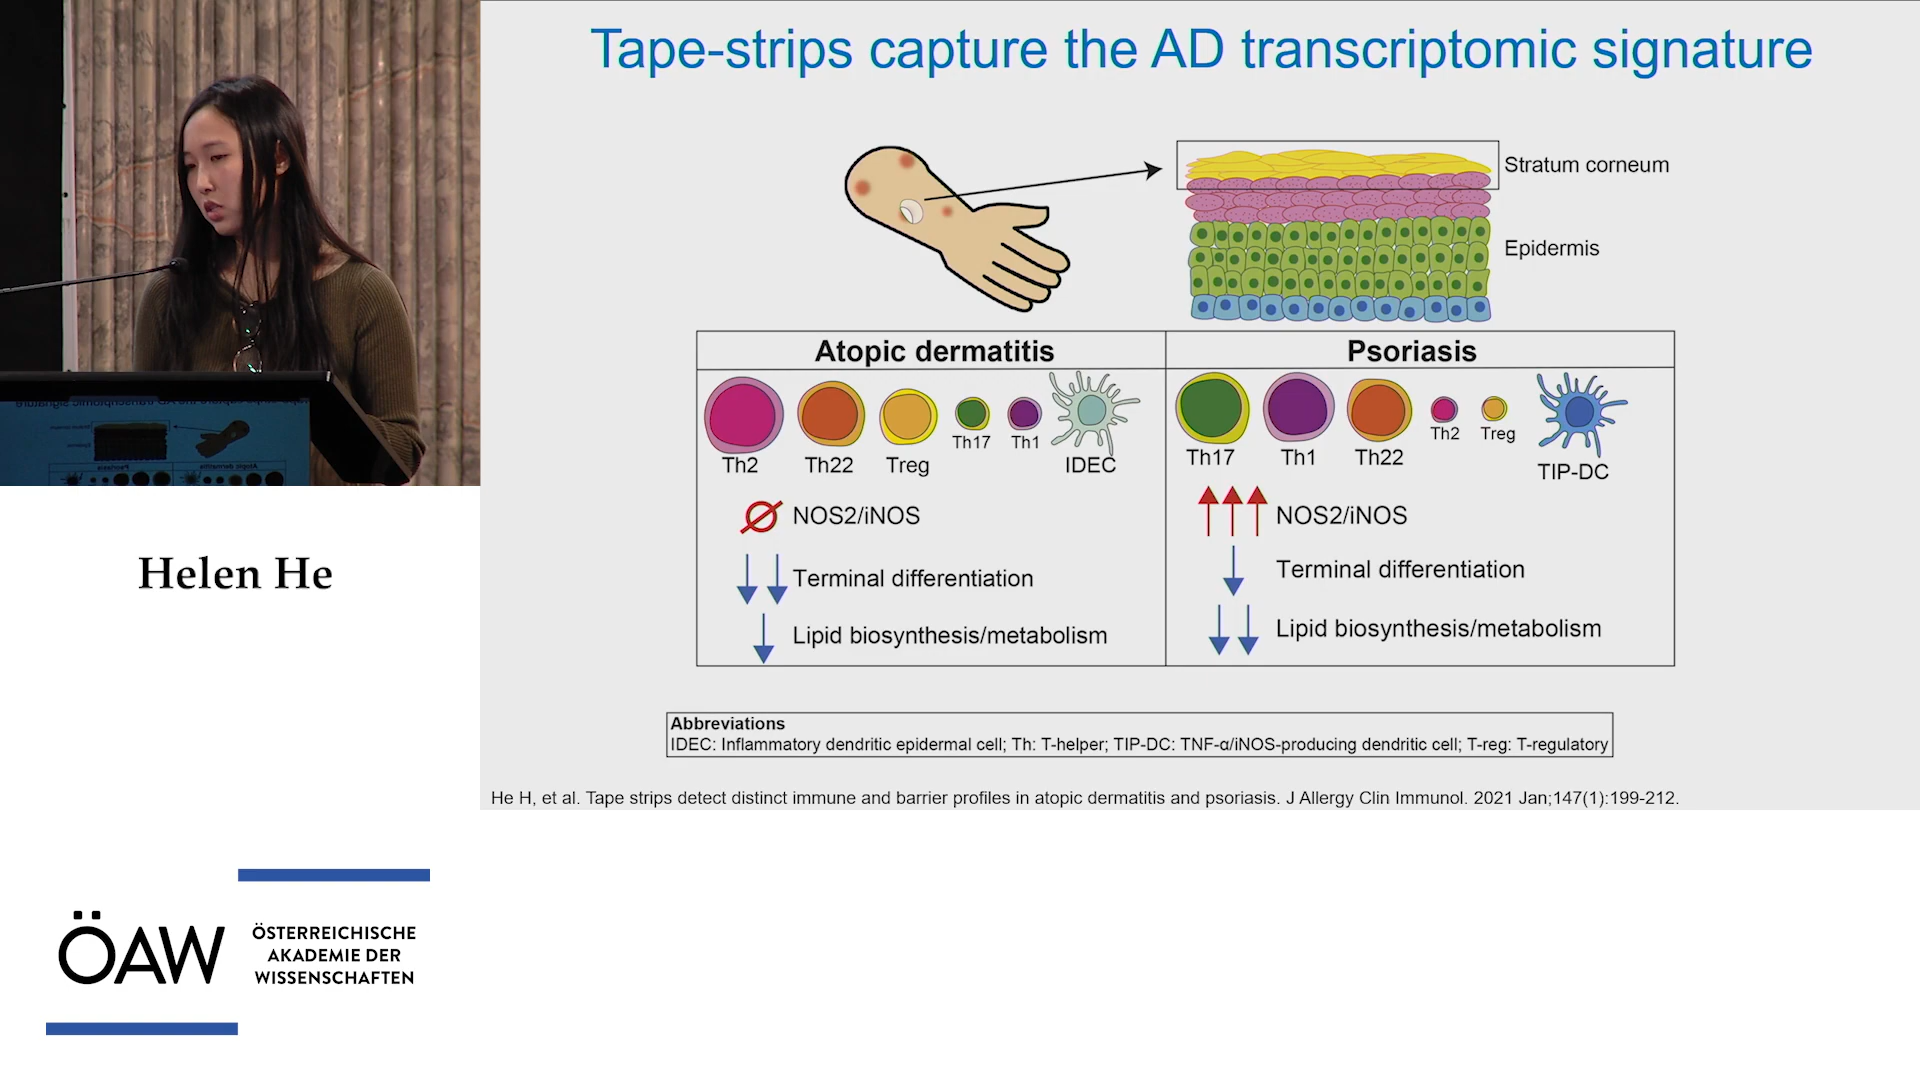 Tape-strips capture the AD transcriptomic signature
Stratum corneum
Epidermis
Atopic dermatitis
Th2
Th22
Treg
Th17
Th1
IDEC
NOS2/iNOS
Terminal differentiation
Lipid biosynthesis/metabolism
Psoriasis
Th17
Th1
Th22
Th2
Treg
TIP-DC
NOS2/iNOS
Terminal differentiation
Lipid biosynthesis/metabolism
Abbreviations
IDEC: Inflammatory dendritic epidermal cell; Th: T-helper; TIP-DC: TNF-α/iNOS-producing dendritic cell; T-reg: T-regulatory
He H, et al. Tape strips detect distinct immune and barrier profiles in atopic dermatitis and psoriasis. J Allergy Clin Immunol. 2021 Jan;147(1):199-212.
Helen He
ÖAW
ÖSTERREICHISCHE
AKADEMIE DER
WISSENSCHAFTEN